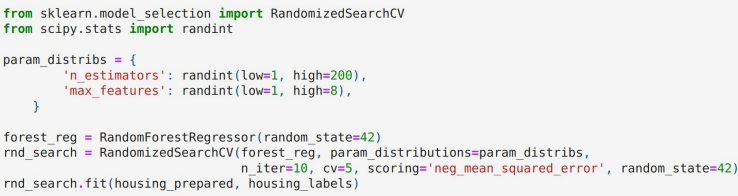 from sklearn.model_selection import RandomizedSearchCV
from scipy.stats import randint

param_distribs = {
        'n_estimators': randint(low=1, high=200),
        'max_features': randint(low=1, high=8),
    }

forest_reg = RandomForestRegressor(random_state=42)
rnd_search = RandomizedSearchCV(forest_reg, param_distributions=param_distribs,
                                n_iter=10, cv=5, scoring='neg_mean_squared_error', random_state=42)
rnd_search.fit(housing_prepared, housing_labels)